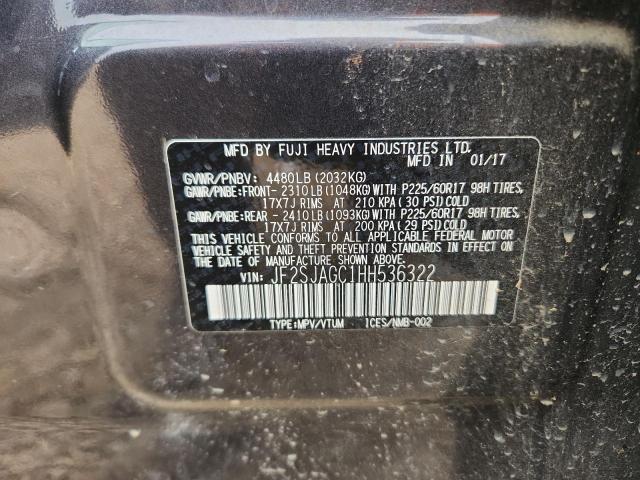 MFD BY FUJI HEAVY INDUSTRIES LTD.
MFD IN 01/17
GVWR/PNBV: 4480LB (2032KG)
GAWR/PNBE:FRONT- 2310LB (1048KG) WITH P225/60R17 98H TIRES,
17X7J RIMS AT 210 KPA (30 PSI) COLD
GAWR/PNBE:REAR - 2410LB (1093KG) WITH P225/60R17 98H TIRES,
17X7J RIMS AT 200 KPA (29 PSI) COLD
THIS VEHICLE CONFORMS TO ALL APPLICABLE FEDERAL MOTOR
VEHICLE SAFETY AND THEFT PREVENTION STANDARDS IN EFFECT ON
THE DATE OF MANUFACTURE SHOWN ABOVE.
VIN: JF2SJAGC1HH536322
TYPE:MPV/VTUM ICES/NMB-002